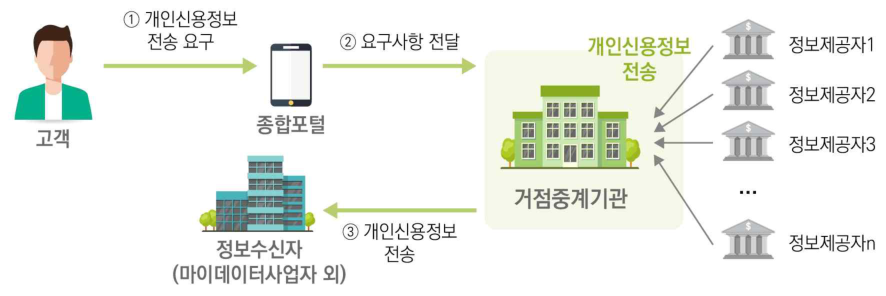 ① 개인신용정보
전송 요구
② 요구사항 전달
고객
종합포털
개인신용정보
전송
거점중계기관
정보제공자1
정보제공자2
정보제공자3
...
정보제공자n
③ 개인신용정보
전송
정보수신자
(마이데이터사업자 외)